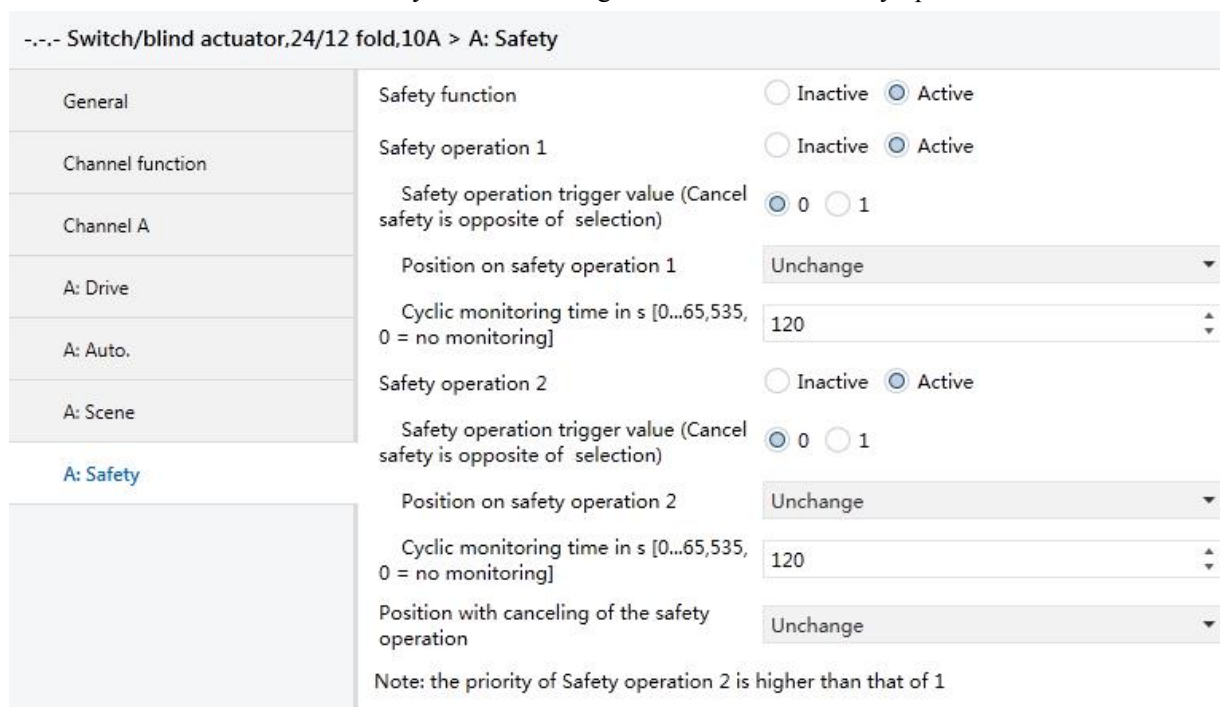 -.-.- Switch/blind actuator,24/12 fold,10A > A: Safety
General
Channel function
Channel A
A: Drive
A: Auto.
A: Scene
A: Safety
Safety function
Inactive Active
Safety operation 1
Inactive Active
Safety operation trigger value (Cancel
safety is opposite of selection)
0 1
Position on safety operation 1
Unchange
Cyclic monitoring time in s [0...65,535,
0 = no monitoring]
120
Safety operation 2
Inactive Active
Safety operation trigger value (Cancel
safety is opposite of selection)
0 1
Position on safety operation 2
Unchange
Cyclic monitoring time in s [0...65,535,
0 = no monitoring]
120
Position with canceling of the safety
operation
Unchange
Note: the priority of Safety operation 2 is higher than that of 1